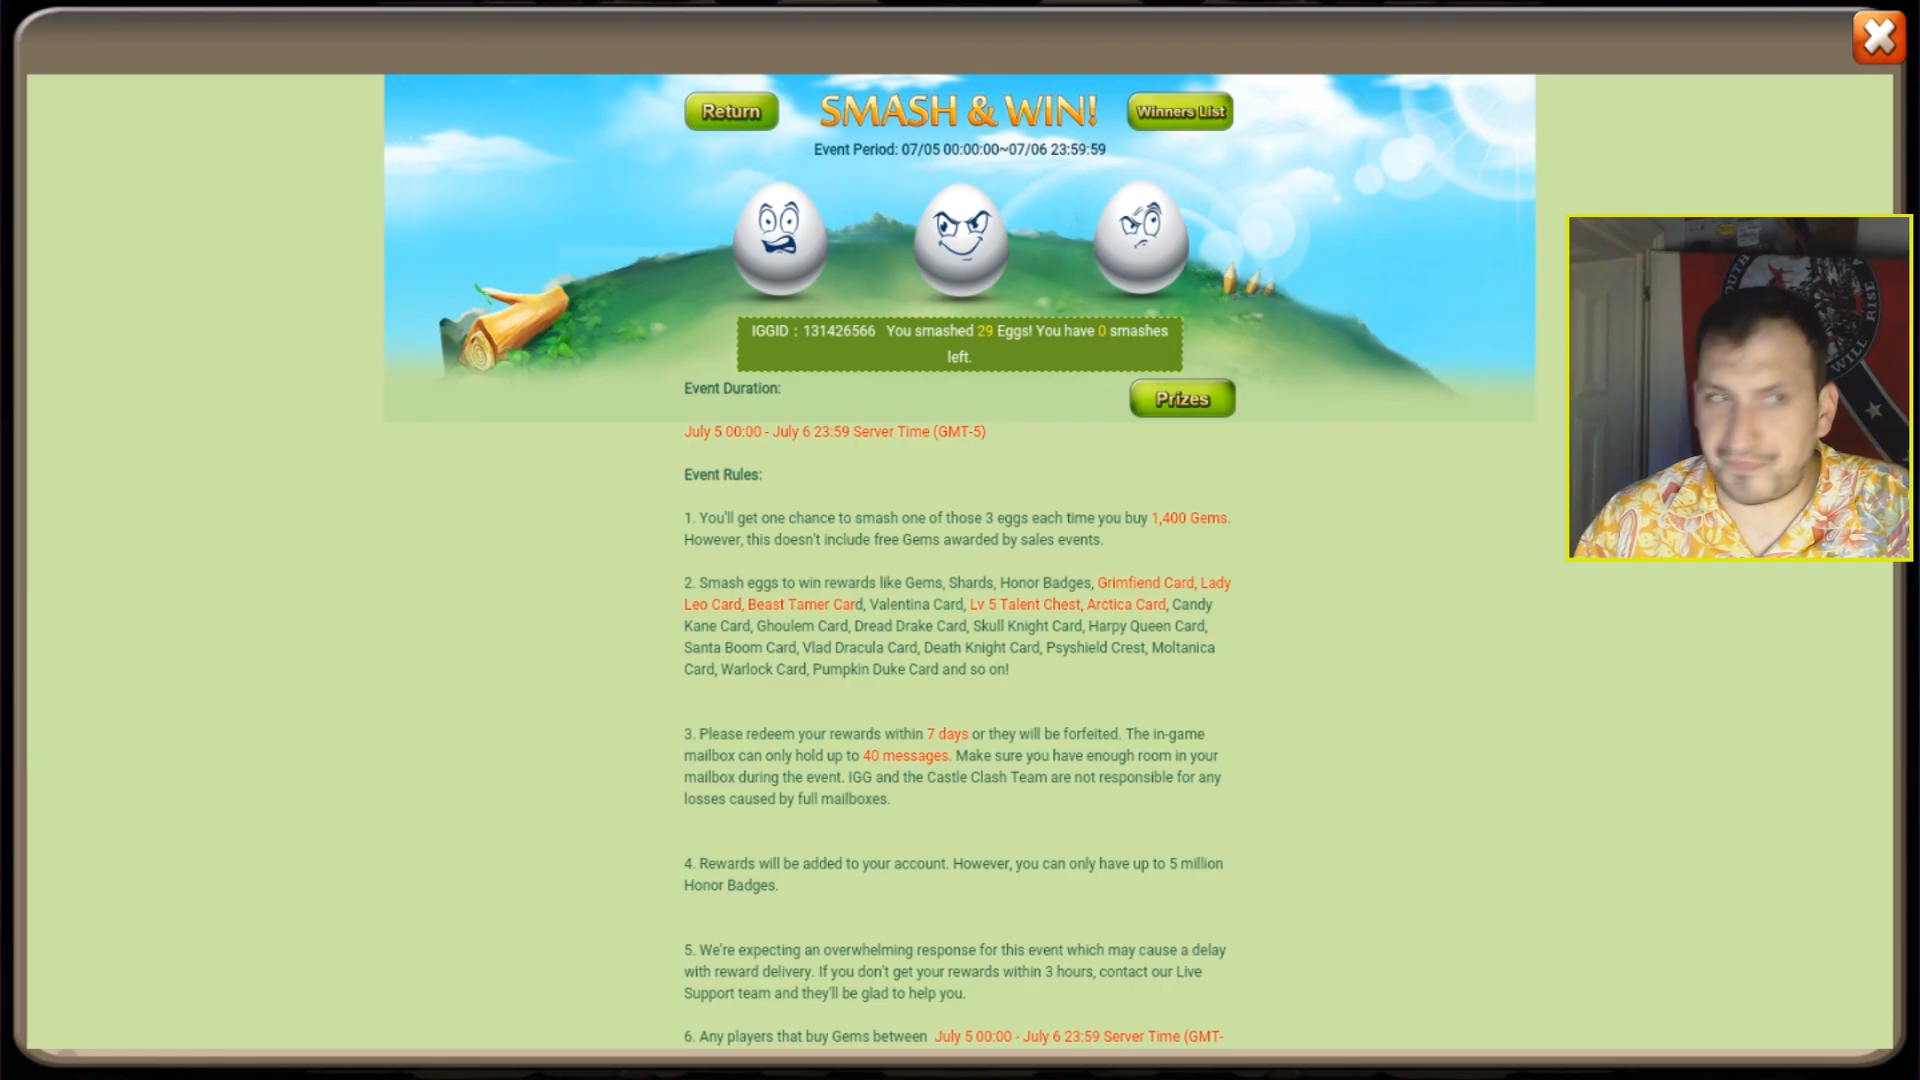 Return
SMASH & WIN!
Winners List
Event Period: 07/05 00:00:00~07/06 23:59:59
IGGID : 131426566 You smashed 29 Eggs! You have 0 smashes
left.
Event Duration:
Prizes
July 5 00:00 - July 6 23:59 Server Time (GMT-5)
Event Rules:
1. You'll get one chance to smash one of those 3 eggs each time you buy 1,400 Gems.
However, this doesn't include free Gems awarded by sales events.
2. Smash eggs to win rewards like Gems, Shards, Honor Badges, Grimfiend Card, Lady
Leo Card, Beast Tamer Card, Valentina Card, Lv 5 Talent Chest, Arctica Card, Candy
Kane Card, Ghoulem Card, Dread Drake Card, Skull Knight Card, Harpy Queen Card,
Santa Boom Card, Vlad Dracula Card, Death Knight Card, Psyshield Crest, Moltanica
Card, Warlock Card, Pumpkin Duke Card and so on!
3. Please redeem your rewards within 7 days or they will be forfeited. The in-game
mailbox can only hold up to 40 messages. Make sure you have enough room in your
mailbox during the event. IGG and the Castle Clash Team are not responsible for any
losses caused by full mailboxes.
4. Rewards will be added to your account. However, you can only have up to 5 million
Honor Badges.
5. We're expecting an overwhelming response for this event which may cause a delay
with reward delivery. If you don't get your rewards within 3 hours, contact our Live
Support team and they'll be glad to help you.
6. Any players that buy Gems between July 5 00:00 - July 6 23:59 Server Time (GMT-
WILL RISE